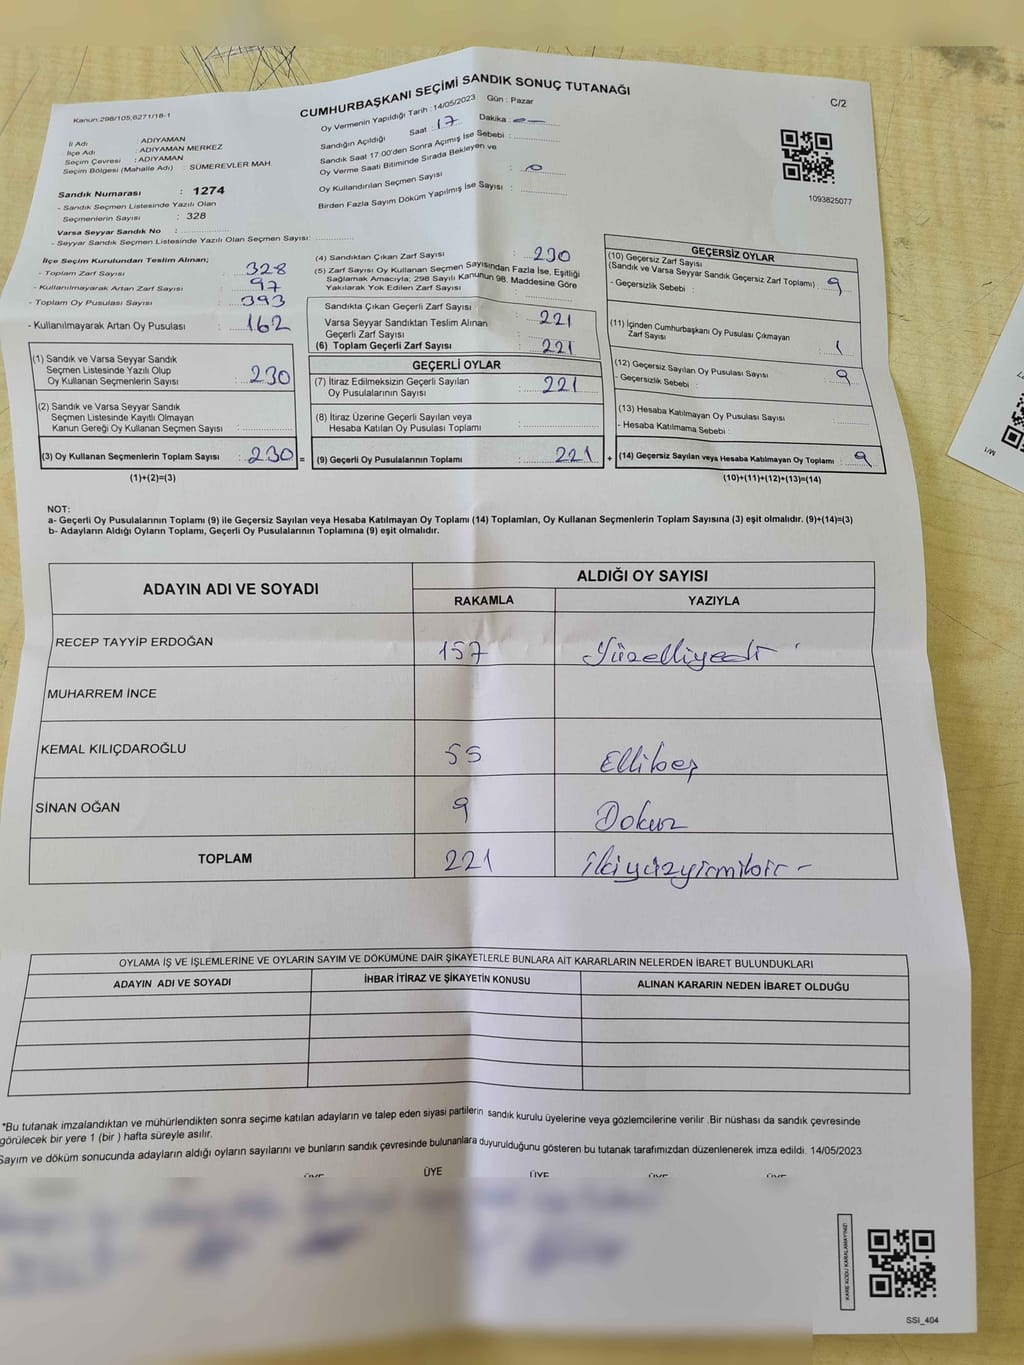 CUMHURBAŞKANI SEÇİMİ SANDIK SONUÇ TUTANAĞI
C/2
Kanun:298/105,6271/18-1
Oy Vermenin Yapıldığı Tarih : 14/05/2023 Gün : Pazar
Sandığın Açıldığı Saat : 17 Dakika :
Sandık Saat 17:00'den Sonra Açımış İse Sebebi :
Oy Verme Saati Bitiminde Sırada Bekleyen ve
Oy Kullandırılan Seçmen Sayısı : 0
Birden Fazla Sayım Döküm Yapılmış İse Sayısı :
1093825077
İl Adı : ADIYAMAN
İlçe Adı : ADIYAMAN MERKEZ
Seçim Çevresi : ADIYAMAN
Seçim Bölgesi (Mahalle Adı) : SÜMEREVLER MAH.
Sandık Numarası : 1274
- Sandık Seçmen Listesinde Yazılı Olan
Seçmenlerin Sayısı : 328
Varsa Seyyar Sandık No :
- Seyyar Sandık Seçmen Listesinde Yazılı Olan Seçmen Sayısı:
İlçe Seçim Kurulundan Teslim Alınan;
- Toplam Zarf Sayısı : 328
- Kullanılmayarak Artan Zarf Sayısı : 97
- Toplam Oy Pusulası Sayısı : 393
- Kullanılmayarak Artan Oy Pusulası : 162
(1) Sandık ve Varsa Seyyar Sandık
Seçmen Listesinde Yazılı Olup
Oy Kullanan Seçmenlerin Sayısı : 230
(2) Sandık ve Varsa Seyyar Sandık
Seçmen Listesinde Kayıtlı Olmayan
Kanun Gereği Oy Kullanan Seçmen Sayısı :
(3) Oy Kullanan Seçmenlerin Toplam Sayısı : 230 =
(1)+(2)=(3)
(4) Sandıktan Çıkan Zarf Sayısı : 230
(5) Zarf Sayısı Oy Kullanan Seçmen Sayısından Fazla İse, Eşitliği
Sağlamak Amacıyla; 298 Sayılı Kanunun 98. Maddesine Göre
Yakılarak Yok Edilen Zarf Sayısı :
Sandıkta Çıkan Geçerli Zarf Sayısı : 221
Varsa Seyyar Sandıktan Teslim Alınan
Geçerli Zarf Sayısı : 221
(6) Toplam Geçerli Zarf Sayısı : 221
GEÇERLİ OYLAR
(7) İtiraz Edilmeksizin Geçerli Sayılan
Oy Pusulalarının Sayısı : 221
(8) İtiraz Üzerine Geçerli Sayılan veya
Hesaba Katılan Oy Pusulası Toplamı :
(9) Geçerli Oy Pusulalarının Toplamı : 221 +
GEÇERSİZ OYLAR
(10) Geçersiz Zarf Sayısı
(Sandık ve Varsa Seyyar Sandık Geçersiz Zarf Toplamı) : 9
- Geçersizlik Sebebi :
(11) İçinden Cumhurbaşkanı Oy Pusulası Çıkmayan
Zarf Sayısı : 1
(12) Geçersiz Sayılan Oy Pusulası Sayısı : 9
- Geçersizlik Sebebi :
(13) Hesaba Katılmayan Oy Pusulası Sayısı :
- Hesaba Katılmama Sebebi :
(14) Geçersiz Sayılan veya Hesaba Katılmayan Oy Toplamı : 9
(10)+(11)+(12)+(13)=(14)
NOT:
a- Geçerli Oy Pusulalarının Toplamı (9) ile Geçersiz Sayılan veya Hesaba Katılmayan Oy Toplamı (14) Toplamları, Oy Kullanan Seçmenlerin Toplam Sayısına (3) eşit olmalıdır. (9)+(14)=(3)
b- Adayların Aldığı Oyların Toplamı, Geçerli Oy Pusulalarının Toplamına (9) eşit olmalıdır.
ADAYIN ADI VE SOYADI ALDIĞI OY SAYISI
RAKAMLA YAZIYLA
RECEP TAYYİP ERDOĞAN 157 Yüzelliyedi
MUHARREM İNCE
KEMAL KILIÇDAROĞLU 55 Ellibeş
SİNAN OĞAN 9 Dokuz
TOPLAM 221 ikiyüzyirmibir -
OYLAMA İŞ VE İŞLEMLERİNE VE OYLARIN SAYIM VE DÖKÜMÜNE DAİR ŞİKAYETLERLE BUNLARA AİT KARARLARIN NELERDEN İBARET BULUNDUKLARI
ADAYIN ADI VE SOYADI İHBAR İTİRAZ VE ŞİKAYETİN KONUSU ALINAN KARARIN NEDEN İBARET OLDUĞU
*Bu tutanak imzalandıktan ve mühürlendikten sonra seçime katılan adayların ve talep eden siyasi partilerin sandık kurulu üyelerine veya gözlemcilerine verilir .Bir nüshası da sandık çevresinde
görülecek bir yere 1 (bir ) hafta süreyle asılır.
Sayım ve döküm sonucunda adayların aldığı oyların sayılarını ve bunların sandık çevresinde bulunanlara duyurulduğunu gösteren bu tutanak tarafımızdan düzenlenerek imza edildi. 14/05/2023
ÜYE ÜYE ÜYE ÜYE ÜYE
KARE KODU KARALAMAYINIZ!
SSI_404
M/1